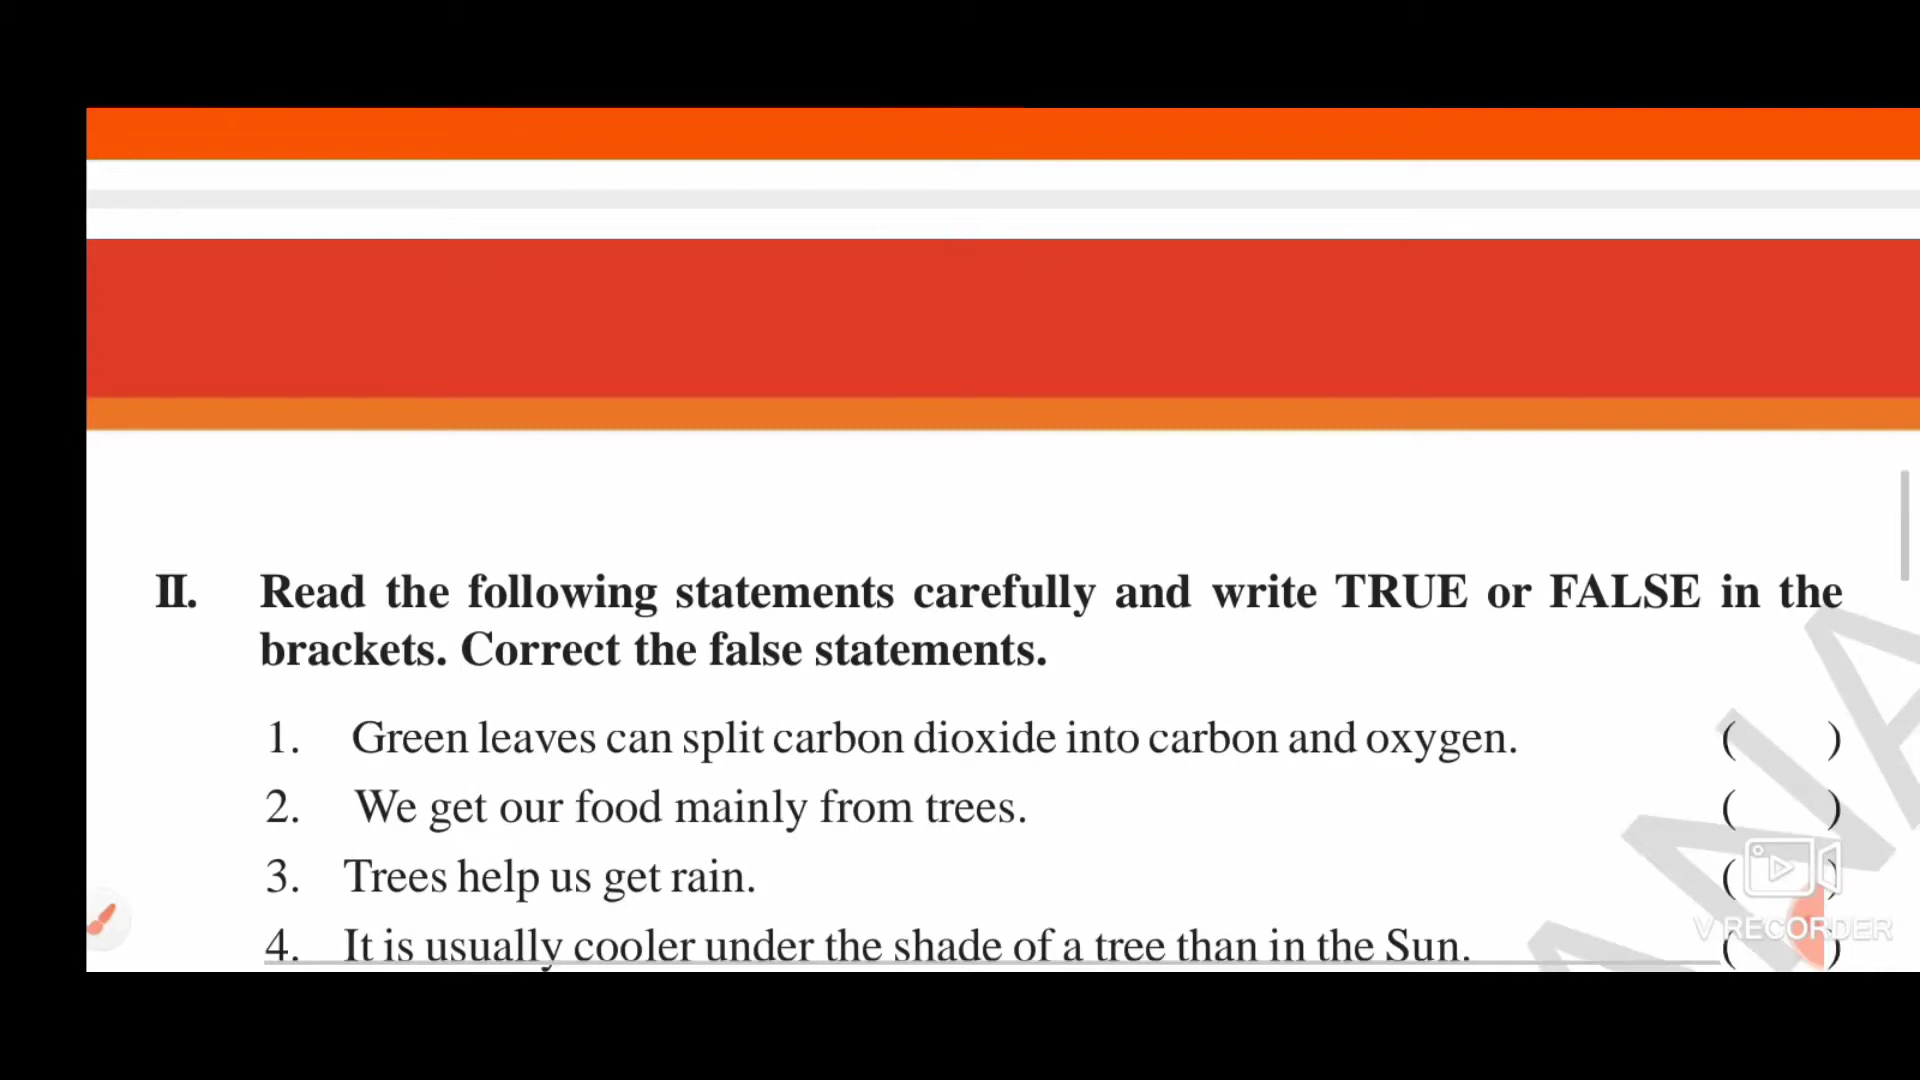 II. Read the following statements carefully and write TRUE or FALSE in the
brackets. Correct the false statements.
1. Green leaves can split carbon dioxide into carbon and oxygen. ( )
2. We get our food mainly from trees. ( )
3. Trees help us get rain. ( )
4. It is usually cooler under the shade of a tree than in the Sun. ( )
V RECORDER